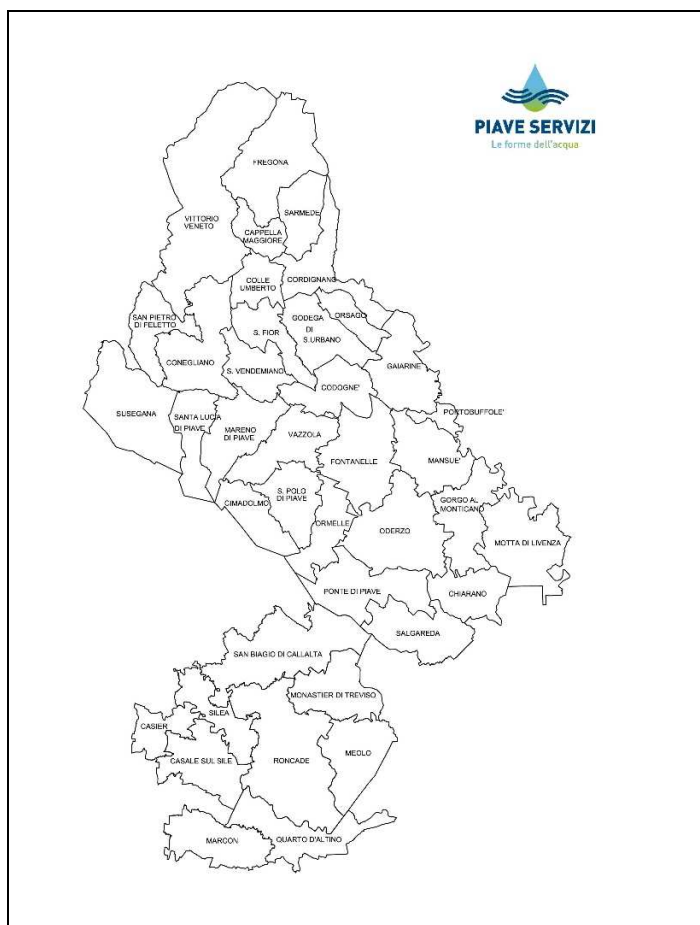 PIAVE SERVIZI
Le forme dell'acqua
FREGONA
SARMEDE
VITTORIO
VENETO
CAPPELLA
MAGGIORE
COLLE
UMBERTO
CORDIGNANO
SAN PIETRO
DI FELETTO
GODEGA
DI
S.URBANO
ORSAGO
S. FIOR
CONEGLIANO
S. VENDEMIANO
GAIARINE
CODOGNE'
SUSEGANA
SANTA LUCIA
DI PIAVE
MARENO
DI PIAVE
VAZZOLA
PORTOBUFFOLE'
FONTANELLE
MANSUE'
CIMADOLMO
S. POLO
DI PIAVE
ORMELLE
ODERZO
GORGO AL
MONTICANO
MOTTA DI LIVENZA
PONTE DI PIAVE
CHIARANO
SALGAREDA
SAN BIAGIO DI CALLALTA
MONASTIER DI TREVISO
SILEA
CASIER
CASALE SUL SILE
RONCADE
MEOLO
MARCON
QUARTO D'ALTINO